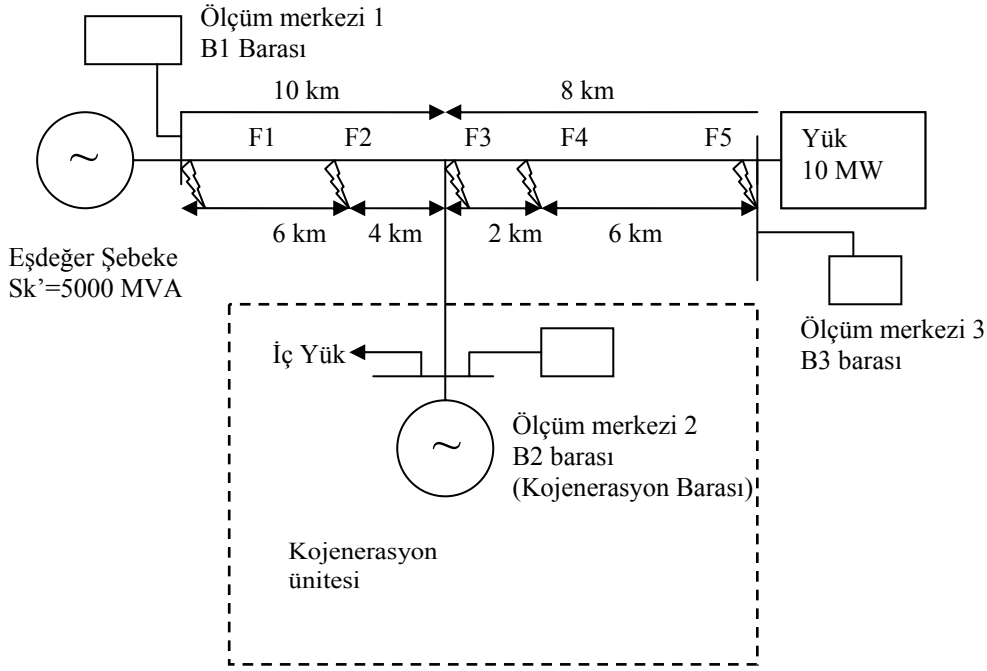 Ölçüm merkezi 1
B1 Barası
10 km
8 km
F1
F2
F3
F4
F5
~
Yük
10 MW
6 km
4 km
2 km
6 km
Eşdeğer Şebeke
Sk’=5000 MVA
Ölçüm merkezi 3
B3 barası
İç Yük
~
Ölçüm merkezi 2
B2 barası
(Kojenerasyon Barası)
Kojenerasyon
ünitesi